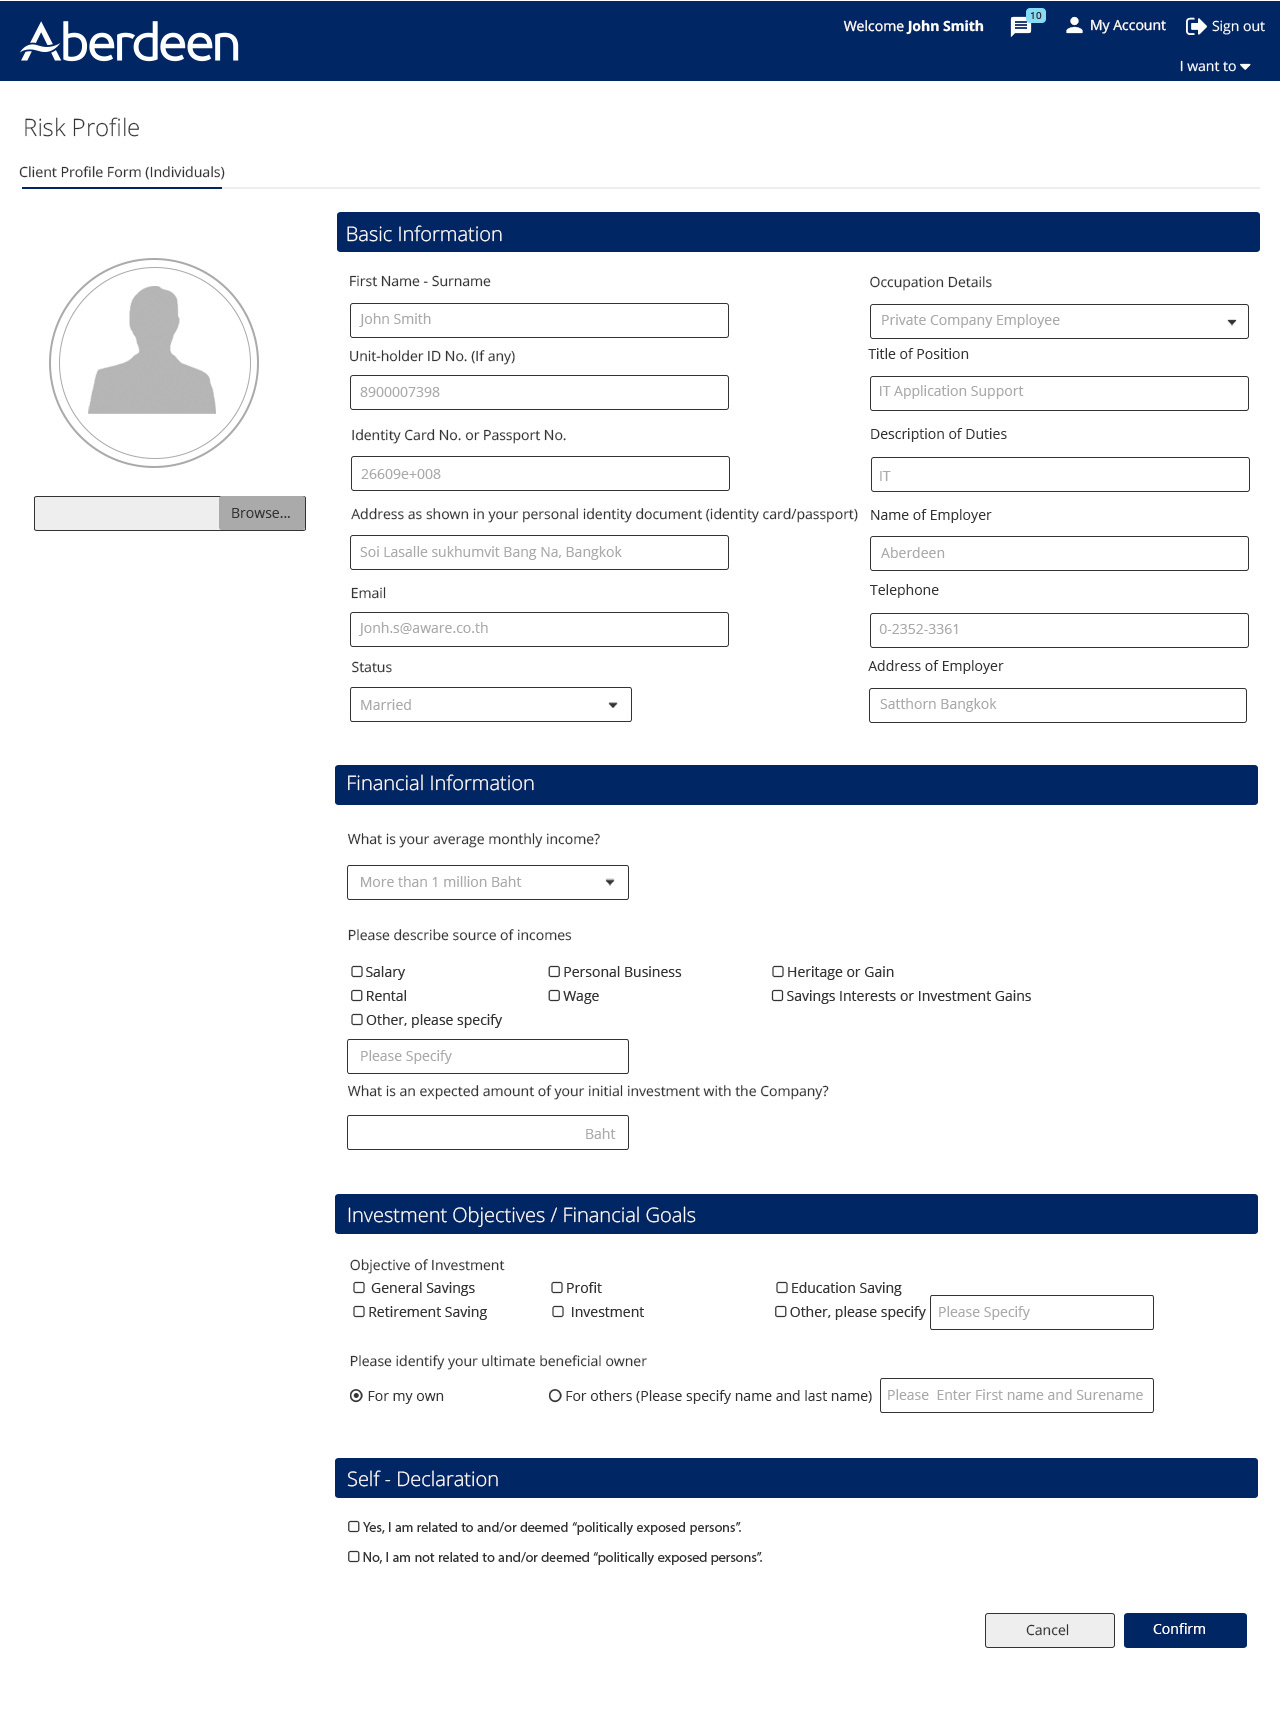 Aberdeen
Welcome John Smith
10
My Account
Sign out
I want to
Risk Profile
Client Profile Form (Individuals)
Browse...
Basic Information
First Name - Surname
John Smith
Unit-holder ID No. (If any)
8900007398
Identity Card No. or Passport No.
26609e+008
Address as shown in your personal identity document (identity card/passport)
Soi Lasalle sukhumvit Bang Na, Bangkok
Email
Jonh.s@aware.co.th
Status
Married
Occupation Details
Private Company Employee
Title of Position
IT Application Support
Description of Duties
IT
Name of Employer
Aberdeen
Telephone
0-2352-3361
Address of Employer
Satthorn Bangkok
Financial Information
What is your average monthly income?
More than 1 million Baht
Please describe source of incomes
Salary
Personal Business
Heritage or Gain
Rental
Wage
Savings Interests or Investment Gains
Other, please specify
Please Specify
What is an expected amount of your initial investment with the Company?
Baht
Investment Objectives / Financial Goals
Objective of Investment
General Savings
Profit
Education Saving
Retirement Saving
Investment
Other, please specify
Please Specify
Please identify your ultimate beneficial owner
For my own
For others (Please specify name and last name)
Please Enter First name and Surename
Self - Declaration
Yes, I am related to and/or deemed “politically exposed persons”.
No, I am not related to and/or deemed “politically exposed persons”.
Cancel
Confirm